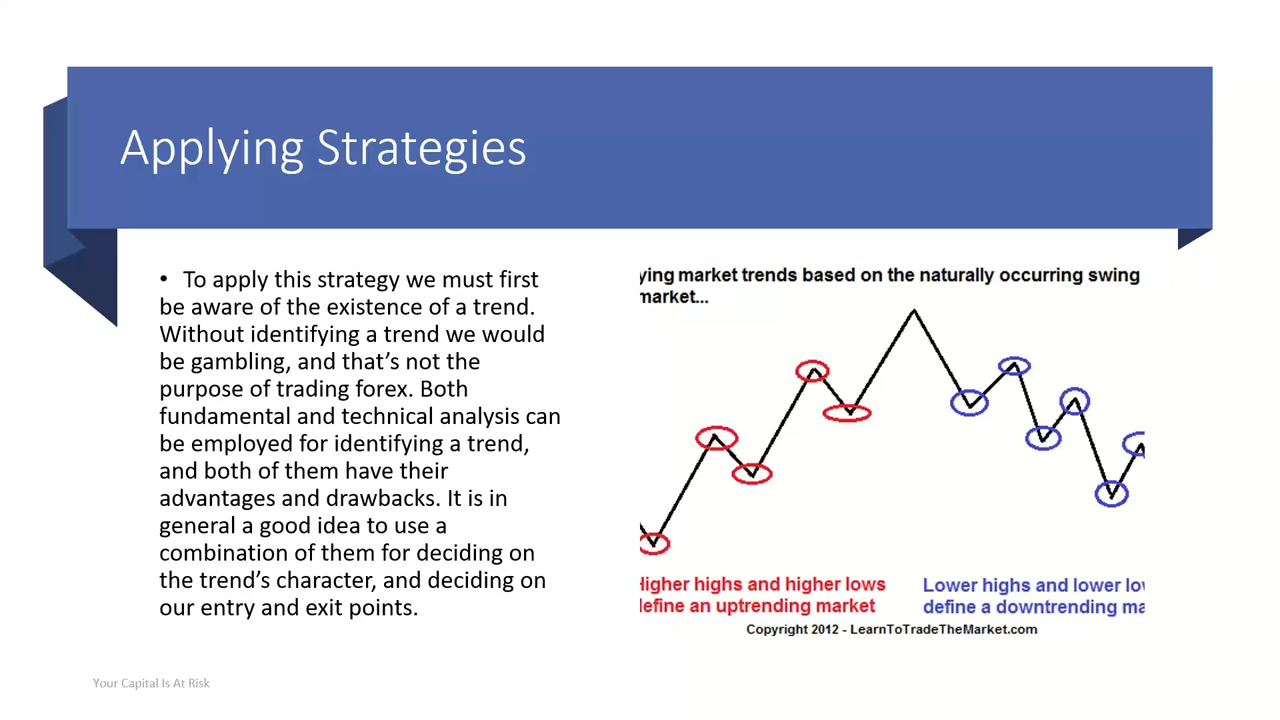 Applying Strategies
• To apply this strategy we must first
be aware of the existence of a trend.
Without identifying a trend we would
be gambling, and that’s not the
purpose of trading forex. Both
fundamental and technical analysis can
be employed for identifying a trend,
and both of them have their
advantages and drawbacks. It is in
general a good idea to use a
combination of them for deciding on
the trend’s character, and deciding on
our entry and exit points.
ying market trends based on the naturally occurring swing
market...
Higher highs and higher lows
define an uptrending market
Lower highs and lower lo
define a downtrending ma
Copyright 2012 - LearnToTradeTheMarket.com
Your Capital Is At Risk